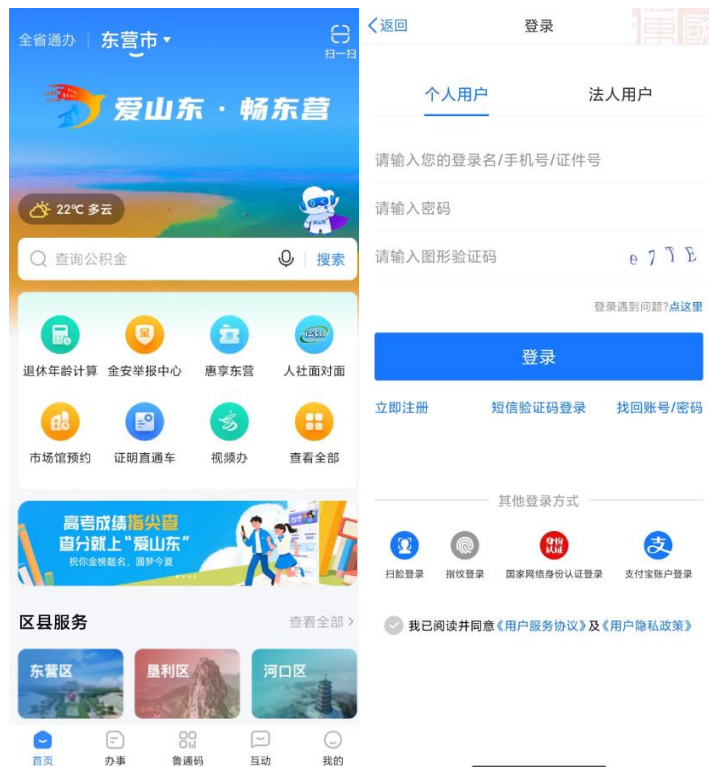 全省通办
东营市
扫一扫
爱山东·畅东营
22℃ 多云
查询公积金
搜索
退休年龄计算
金安举报中心
惠享东营
人社面对面
市场馆预约
证明直通车
视频办
查看全部
高考成绩指尖查
查分就上“爱山东”
祝你金榜题名，圆梦今夏
区县服务
查看全部 >
东营区
垦利区
河口区
首页
办事
鲁通码
互动
我的
返回
登录
个人用户
法人用户
请输入您的登录名/手机号/证件号
请输入密码
请输入图形验证码
e7TE
登录遇到问题?点这里
登录
立即注册
短信验证码登录
找回账号/密码
其他登录方式
身份认证
扫脸登录
指纹登录
国家网络身份认证登录
支付宝账户登录
我已阅读并同意《用户服务协议》及《用户隐私政策》